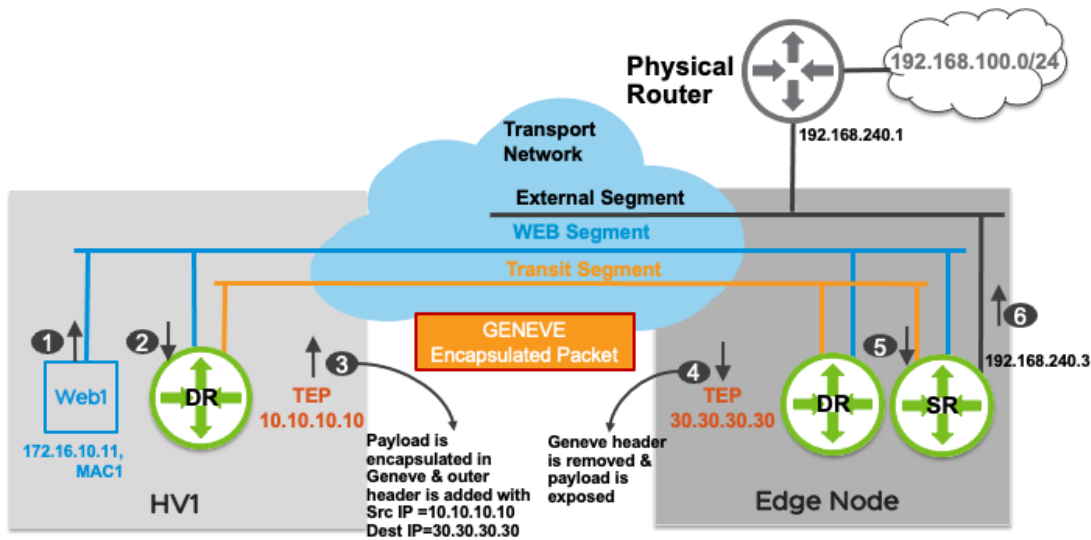 Physical
Router
192.168.100.0/24
192.168.240.1
Transport
Network
External Segment
WEB Segment
Transit Segment
GENEVE
Encapsulated Packet
1
2
3
4
5
6
Web1
172.16.10.11,
MAC1
DR
TEP
10.10.10.10
HV1
Payload is
encapsulated in
Geneve & outer
header is added with
Src IP =10.10.10.10
Dest IP=30.30.30.30
Geneve header
is removed &
payload is
exposed
TEP
30.30.30.30
DR
SR
192.168.240.3
Edge Node